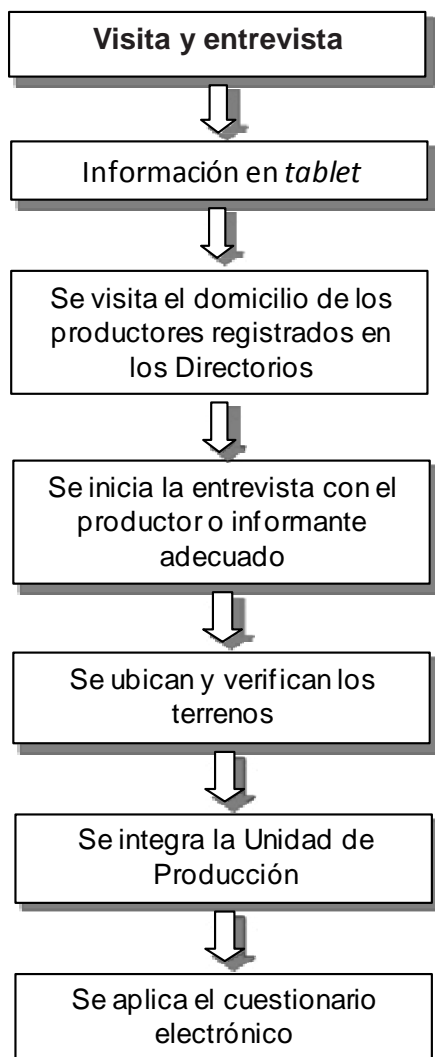 Visita y entrevista
Información en tablet
Se visita el domicilio de los
productores registrados en
los Directorios
Se inicia la entrevista con el
productor o informante
adecuado
Se ubican y verifican los
terrenos
Se integra la Unidad de
Producción
Se aplica el cuestionario
electrónico